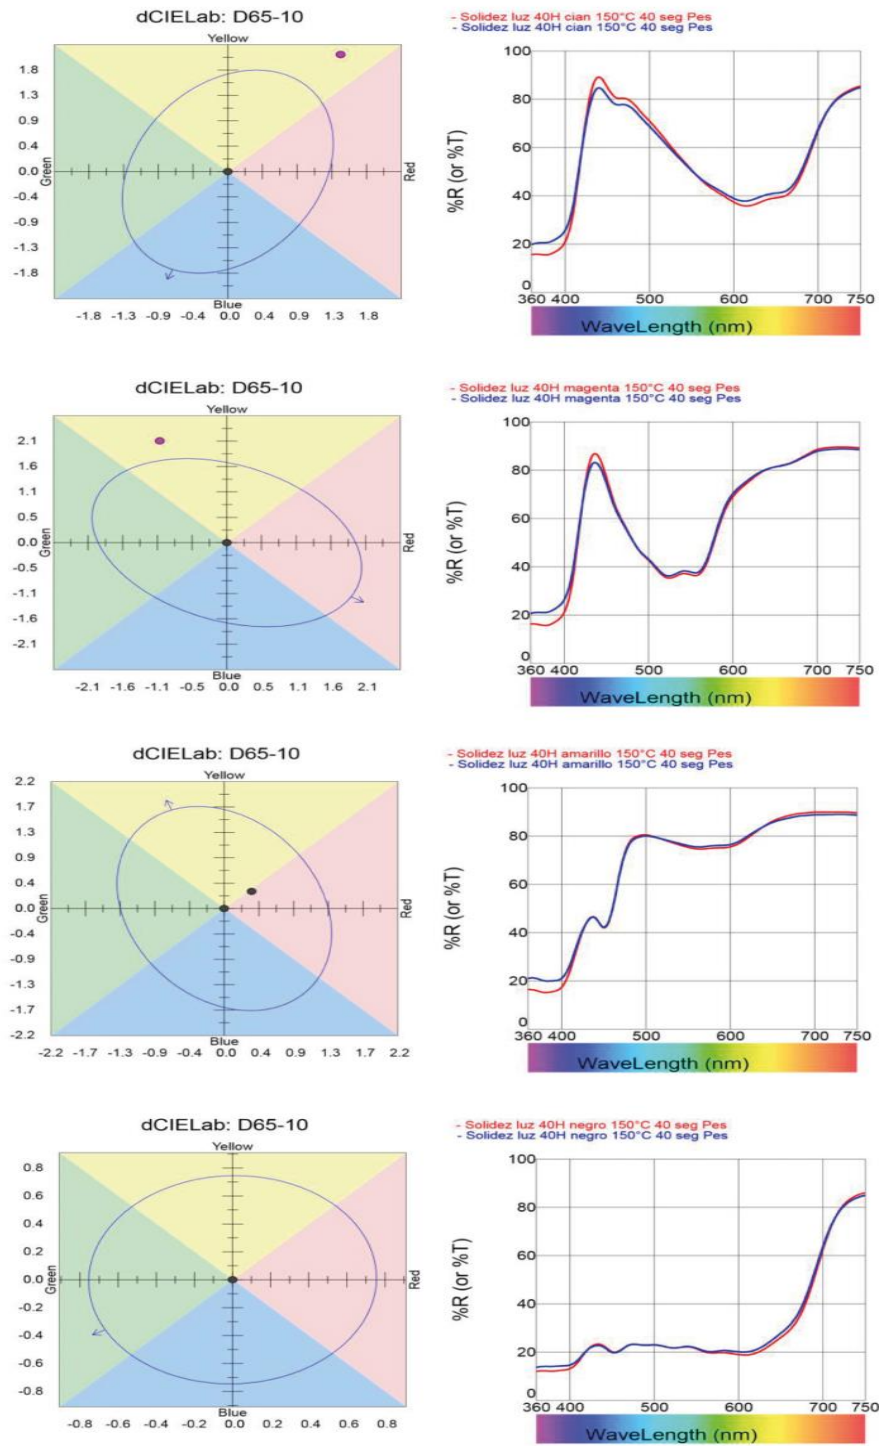 dCIELab: D65-10
Yellow
1.8
1.3
0.9
0.4
0.0
-0.4
-0.9
-1.3
-1.8
Green
Red
Blue
-1.8 -1.3 -0.9 -0.4 0.0 0.4 0.9 1.3 1.8
- Solidez luz 40H cian 150°C 40 seg Pes
- Solidez luz 40H cian 150°C 40 seg Pes
100
80
60
40
20
0
%R (or %T)
360 400 500 600 700 750
WaveLength (nm)
dCIELab: D65-10
Yellow
2.1
1.6
1.1
0.5
0.0
-0.5
-1.1
-1.6
-2.1
Green
Red
Blue
-2.1 -1.6 -1.1 -0.5 0.0 0.5 1.1 1.6 2.1
- Solidez luz 40H magenta 150°C 40 seg Pes
- Solidez luz 40H magenta 150°C 40 seg Pes
100
80
60
40
20
0
%R (or %T)
360 400 500 600 700 750
WaveLength (nm)
dCIELab: D65-10
Yellow
2.2
1.7
1.3
0.9
0.4
0.0
-0.4
-0.9
-1.3
-1.7
-2.2
Green
Red
Blue
-2.2 -1.7 -1.3 -0.9 -0.4 0.0 0.4 0.9 1.3 1.7 2.2
- Solidez luz 40H amarillo 150°C 40 seg Pes
- Solidez luz 40H amarillo 150°C 40 seg Pes
100
80
60
40
20
0
%R (or %T)
360 400 500 600 700 750
WaveLength (nm)
dCIELab: D65-10
Yellow
0.8
0.6
0.4
0.2
0.0
-0.2
-0.4
-0.6
-0.8
Green
Red
Blue
-0.8 -0.6 -0.4 -0.2 0.0 0.2 0.4 0.6 0.8
- Solidez luz 40H negro 150°C 40 seg Pes
- Solidez luz 40H negro 150°C 40 seg Pes
100
80
60
40
20
0
%R (or %T)
360 400 500 600 700 750
WaveLength (nm)